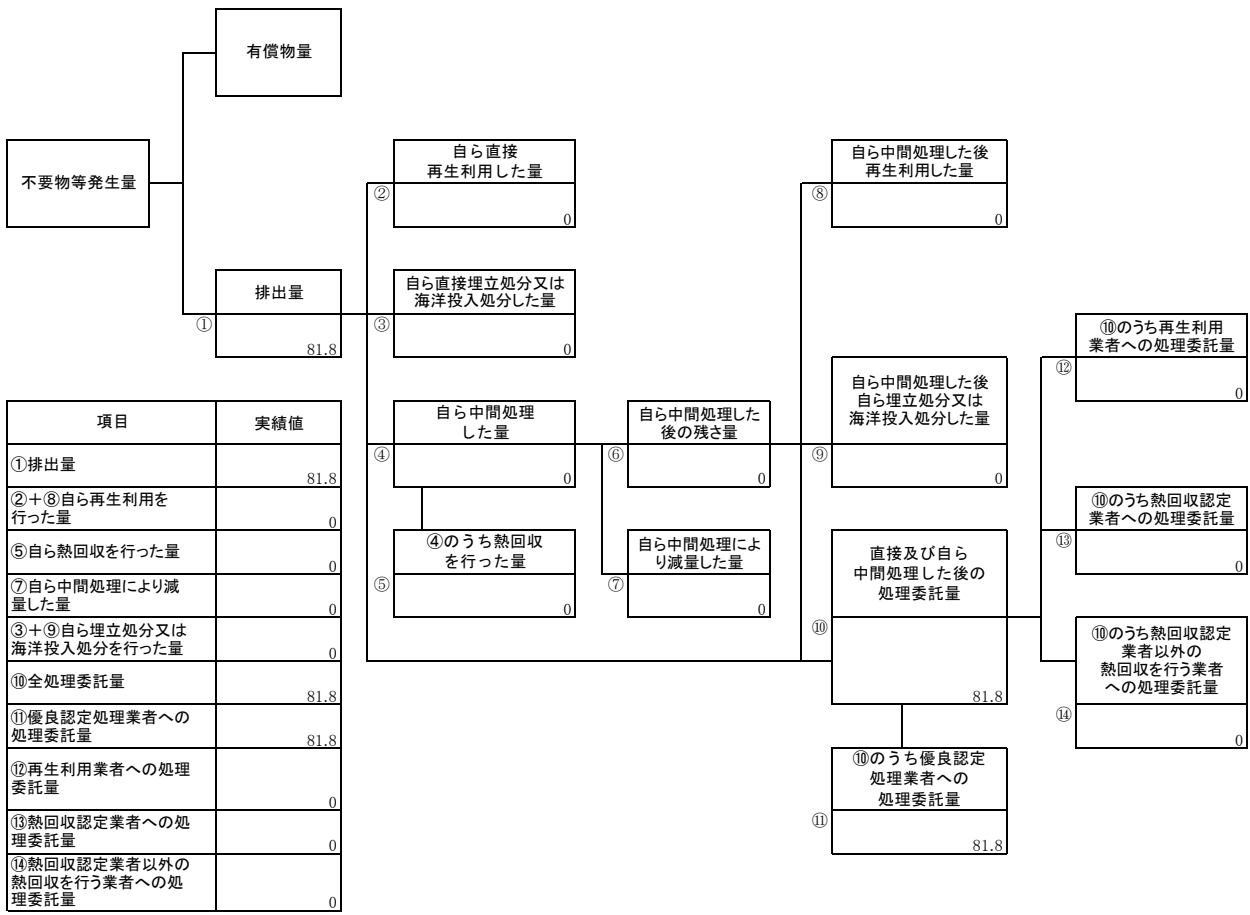 有償物量
不要物等発生量
排出量
①
81.8
自ら直接
再生利用した量
②
0
自ら直接埋立処分又は
海洋投入処分した量
③
0
自ら中間処理
した量
④
0
④のうち熱回収
を行った量
⑤
0
自ら中間処理した
後の残さ量
⑥
0
自ら中間処理によ
り減量した量
⑦
0
自ら中間処理した後
再生利用した量
⑧
0
自ら中間処理した後
自ら埋立処分又は
海洋投入処分した量
⑨
0
直接及び自ら
中間処理した後の
処理委託量
⑩
81.8
⑩のうち優良認定
処理業者への
処理委託量
⑪
81.8
⑩のうち再生利用
業者への処理委託量
⑫
0
⑩のうち熱回収認定
業者への処理委託量
⑬
0
⑩のうち熱回収認定
業者以外の
熱回収を行う業者
への処理委託量
⑭
0
項目 実績値
①排出量
81.8
②+⑧自ら再生利用を
行った量
0
⑤自ら熱回収を行った量
0
⑦自ら中間処理により減
量した量
0
③+⑨自ら埋立処分又は
海洋投入処分を行った量
0
⑩全処理委託量
81.8
⑪優良認定処理業者への
処理委託量
81.8
⑫再生利用業者への処理
委託量
0
⑬熱回収認定業者への処
理委託量
0
⑭熱回収認定業者以外の
熱回収を行う業者への処
理委託量
0